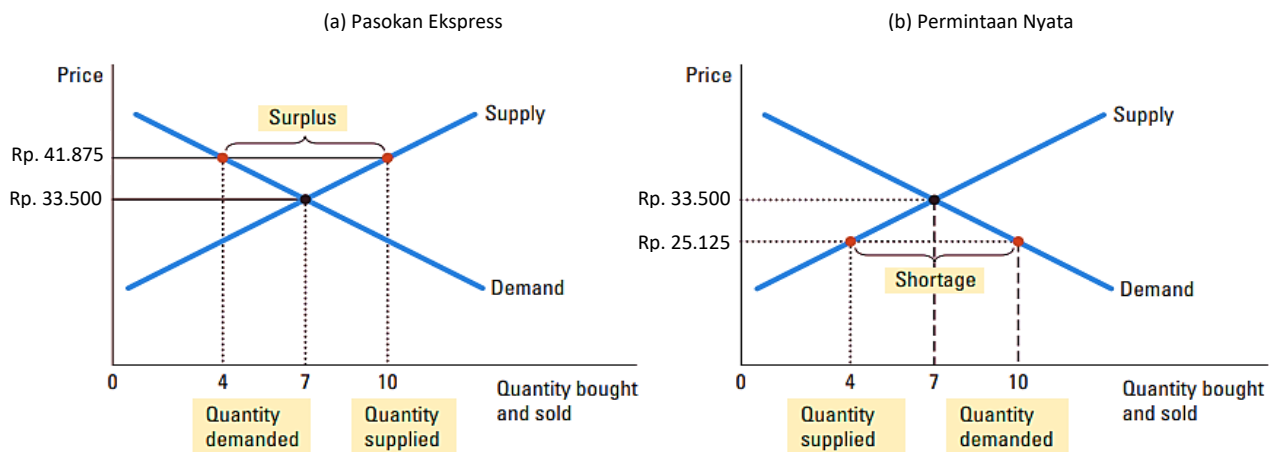 (a) Pasokan Ekspress
Price
Surplus
Supply
Rp. 41.875
Rp. 33.500
Demand
0
4
7
10
Quantity bought
and sold
Quantity
demanded
Quantity
supplied
(b) Permintaan Nyata
Price
Supply
Rp. 33.500
Rp. 25.125
Shortage
Demand
0
4
7
10
Quantity bought
and sold
Quantity
supplied
Quantity
demanded